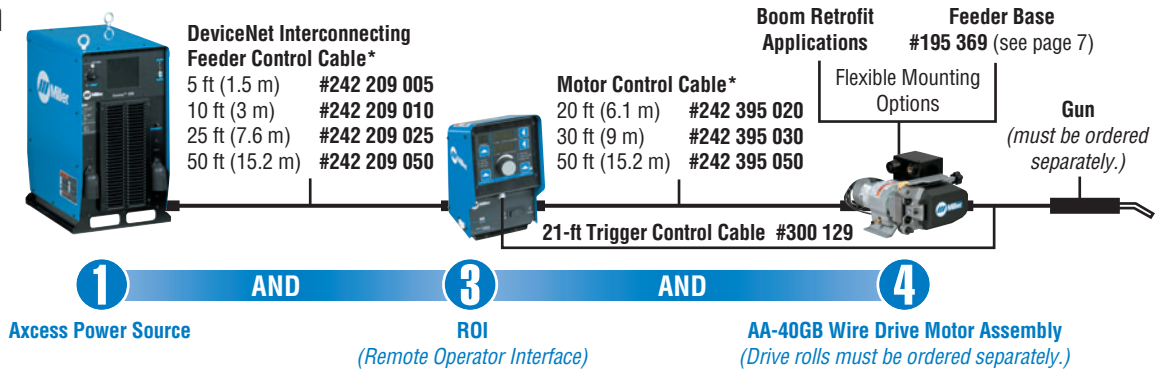 DeviceNet Interconnecting
Feeder Control Cable*
5 ft (1.5 m) #242 209 005
10 ft (3 m) #242 209 010
25 ft (7.6 m) #242 209 025
50 ft (15.2 m) #242 209 050
Motor Control Cable*
20 ft (6.1 m) #242 395 020
30 ft (9 m) #242 395 030
50 ft (15.2 m) #242 395 050
Boom Retrofit
Applications
Feeder Base
#195 369 (see page 7)
Flexible Mounting
Options
Gun
(must be ordered
separately.)
Miller
Miller
21-ft Trigger Control Cable #300 129
1
AND
3
AND
4
Axcess Power Source
ROI
(Remote Operator Interface)
AA-40GB Wire Drive Motor Assembly
(Drive rolls must be ordered separately.)